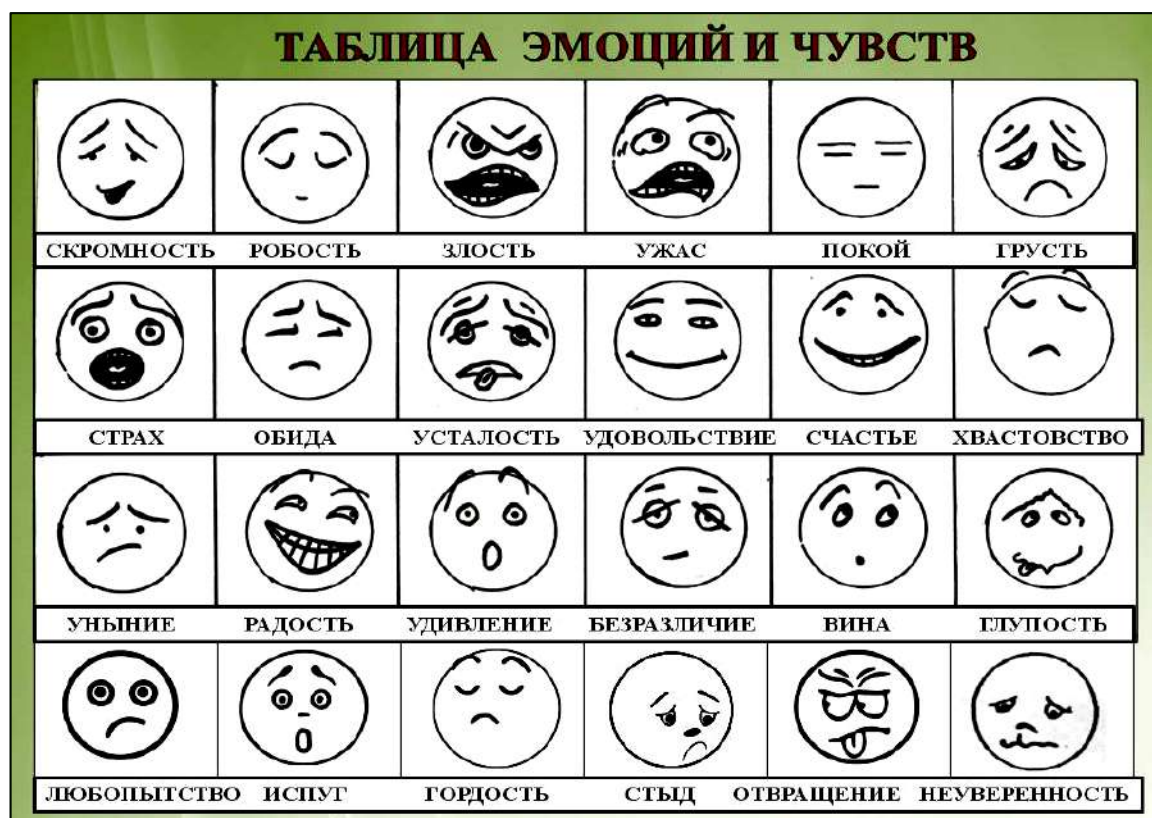 ТАБЛИЦА ЭМОЦИЙ И ЧУВСТВ
СКРОМНОСТЬ РОБОСТЬ ЗЛОСТЬ УЖАС ПОКОЙ ГРУСТЬ
СТРАХ ОБИДА УСТАЛОСТЬ УДОВОЛЬСТВИЕ СЧАСТЬЕ ХВАСТОВСТВО
УНЫНИЕ РАДОСТЬ УДИВЛЕНИЕ БЕЗРАЗЛИЧИЕ ВИНА ГЛУПОСТЬ
ЛЮБОПЫТСТВО ИСПУГ ГОРДОСТЬ СТЫД ОТВРАЩЕНИЕ НЕУВЕРЕННОСТЬ